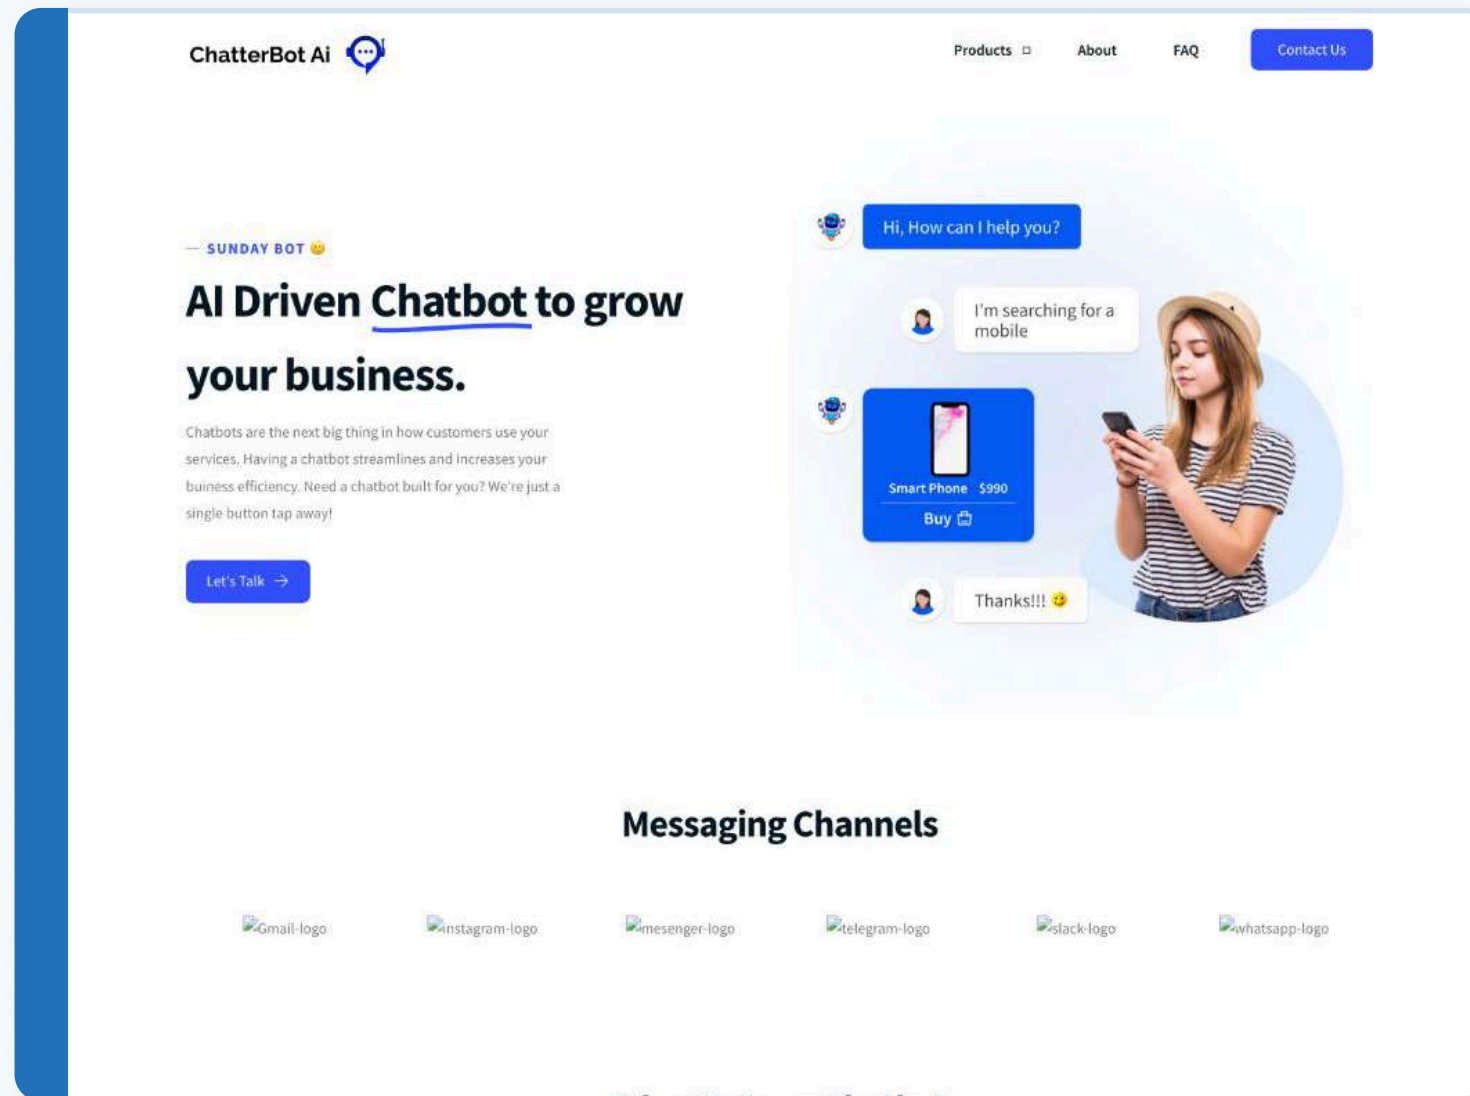 ChatterBot Ai
Products
About
FAQ
Contact Us
— SUNDAY BOT 😀
AI Driven Chatbot to grow
your business.
Chatbots are the next big thing in how customers use your
services. Having a chatbot streamlines and increases your
buiness efficiency. Need a chatbot built for you? We're just a
single button tap away!
Let's Talk →
Hi, How can I help you?
I'm searching for a
mobile
Smart Phone $990
Buy
Thanks!!! 😋
Messaging Channels
Gmail-logo
instagram-logo
mesenger-logo
telegram-logo
slack-logo
whatsapp-logo